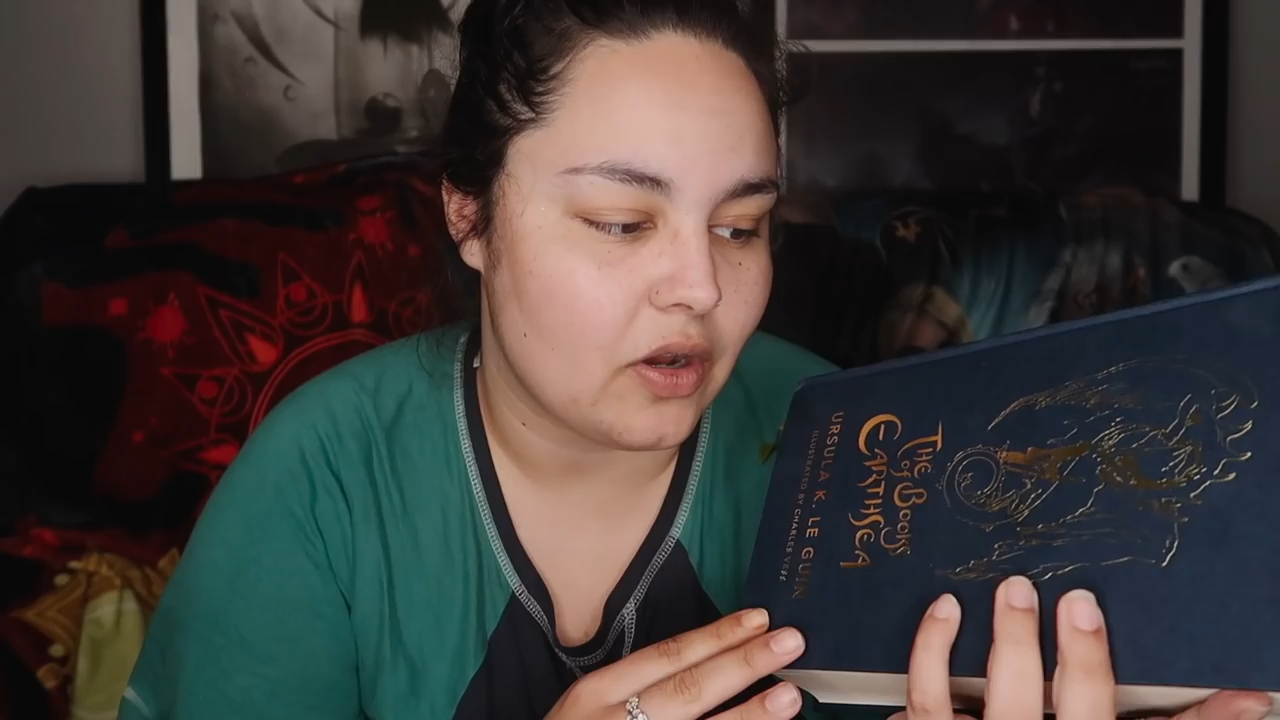 THE
of BOOKS
EARTHSEA
URSULA K. LE GUIN
ILLUSTRATED BY CHARLES VESS